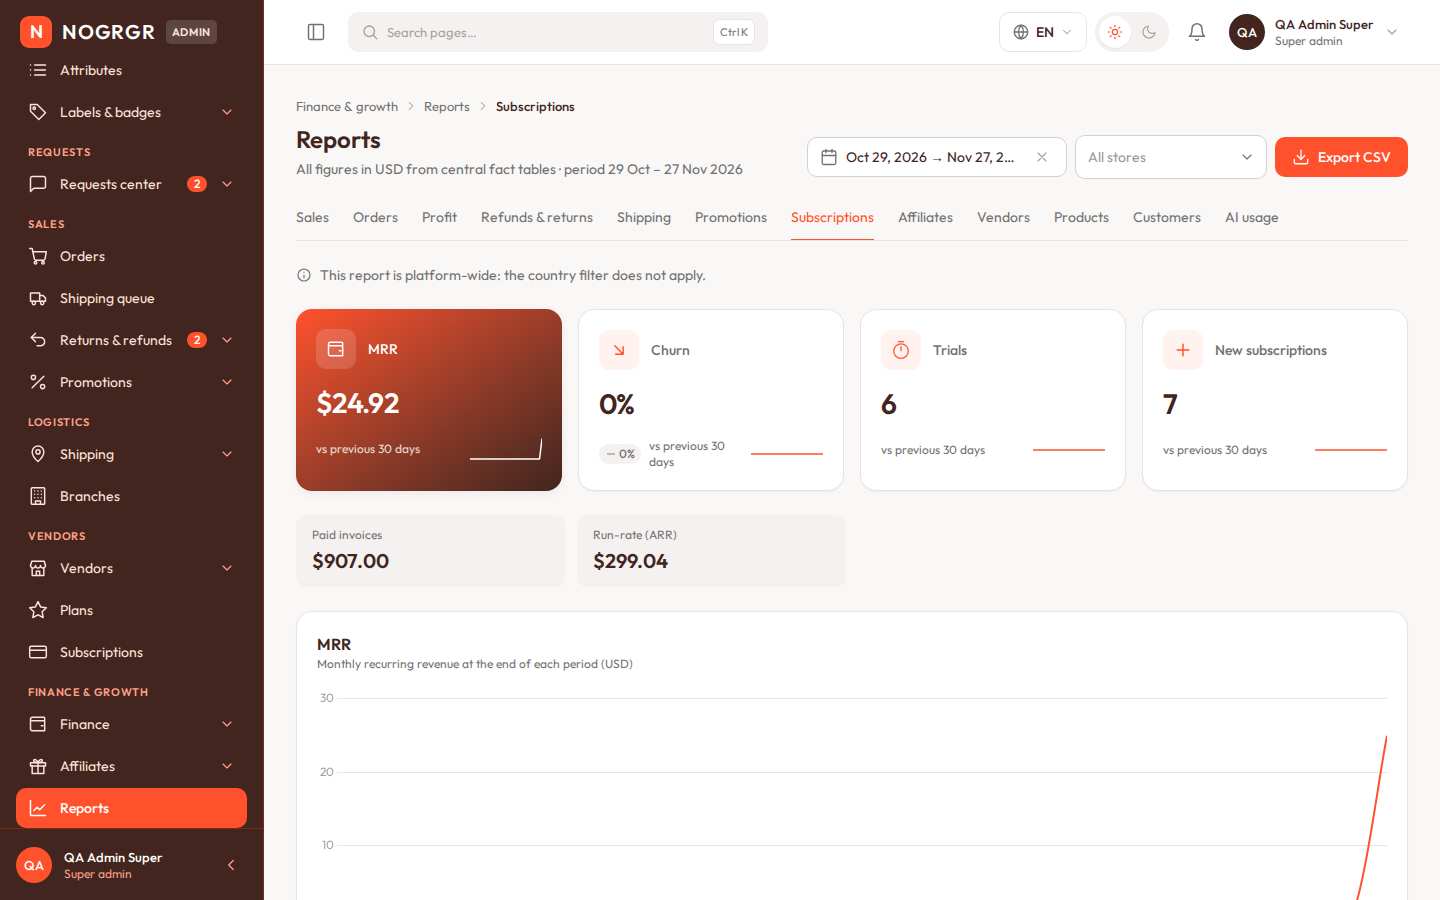 NOGRGR ADMIN
Attributes
Labels & badges
REQUESTS
Requests center 2
SALES
Orders
Shipping queue
Returns & refunds 2
Promotions
LOGISTICS
Shipping
Branches
VENDORS
Vendors
Plans
Subscriptions
FINANCE & GROWTH
Finance
Affiliates
Reports
QA QA Admin Super
Super admin
Search pages... Ctrl K
EN
QA QA Admin Super
Super admin
Finance & growth > Reports > Subscriptions
Reports
All figures in USD from central fact tables · period 29 Oct – 27 Nov 2026
Oct 29, 2026 → Nov 27, 2...
All stores
Export CSV
Sales Orders Profit Refunds & returns Shipping Promotions Subscriptions Affiliates Vendors Products Customers AI usage
This report is platform-wide: the country filter does not apply.
MRR
$24.92
vs previous 30 days
Churn
0%
– 0% vs previous 30
days
Trials
6
vs previous 30 days
New subscriptions
7
vs previous 30 days
Paid invoices
$907.00
Run-rate (ARR)
$299.04
MRR
Monthly recurring revenue at the end of each period (USD)
30
20
10